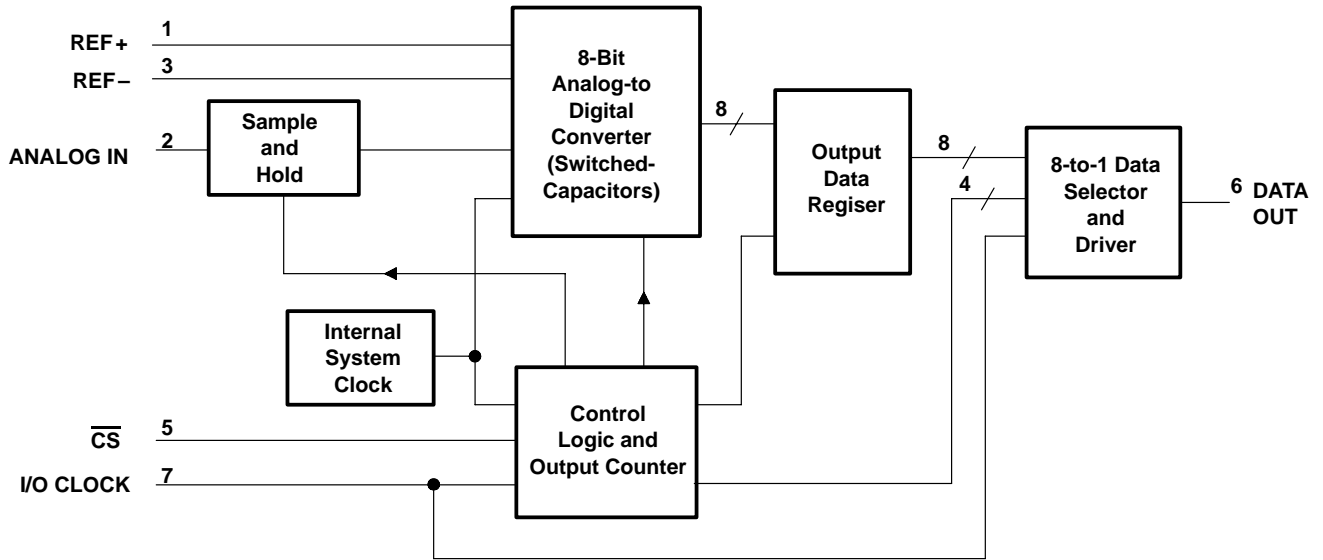 REF+
1
REF–
3
ANALOG IN
2
Sample
and
Hold
8-Bit
Analog-to
Digital
Converter
(Switched-
Capacitors)
8
Output
Data
Regiser
8
4
8-to-1 Data
Selector
and
Driver
6
DATA
OUT
Internal
System
Clock
Control
Logic and
Output Counter
CS
5
I/O CLOCK
7